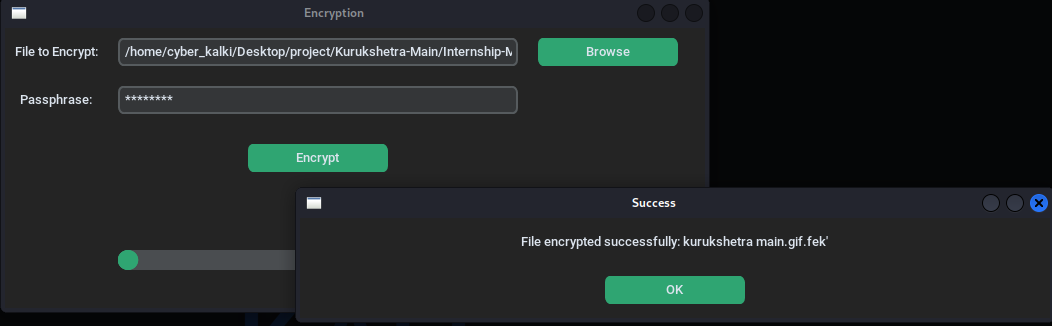 Encryption
File to Encrypt: /home/cyber_kalki/Desktop/project/Kurukshetra-Main/Internship-M Browse
Passphrase: ********
Encrypt
Success
File encrypted successfully: kurukshetra main.gif.fek'
OK